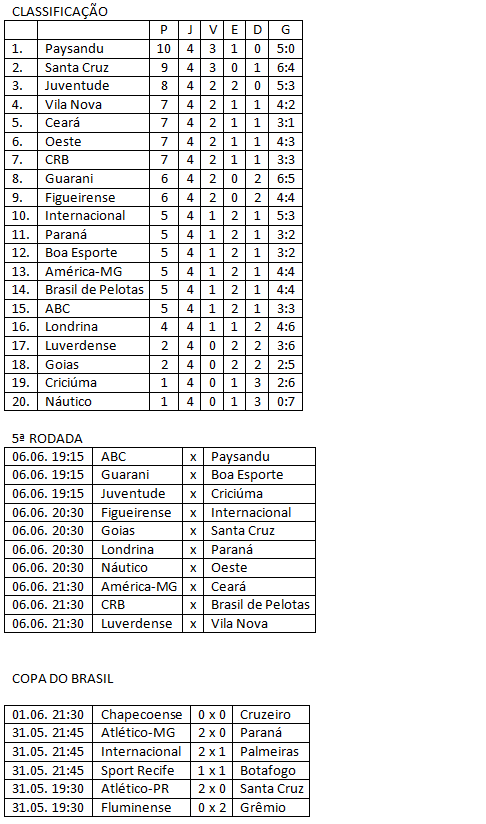 CLASSIFICAÇÃO
P J V E D G
1. Paysandu 10 4 3 1 0 5:0
2. Santa Cruz 9 4 3 0 1 6:4
3. Juventude 8 4 2 2 0 5:3
4. Vila Nova 7 4 2 1 1 4:2
5. Ceará 7 4 2 1 1 3:1
6. Oeste 7 4 2 1 1 4:3
7. CRB 7 4 2 1 1 3:3
8. Guarani 6 4 2 0 2 6:5
9. Figueirense 6 4 2 0 2 4:4
10. Internacional 5 4 1 2 1 5:3
11. Paraná 5 4 1 2 1 3:2
12. Boa Esporte 5 4 1 2 1 3:2
13. América-MG 5 4 1 2 1 4:4
14. Brasil de Pelotas 5 4 1 2 1 4:4
15. ABC 5 4 1 2 1 3:3
16. Londrina 4 4 1 1 2 4:6
17. Luverdense 2 4 0 2 2 3:6
18. Goias 2 4 0 2 2 2:5
19. Criciúma 1 4 0 1 3 2:6
20. Náutico 1 4 0 1 3 0:7
5ª RODADA
06.06. 19:15 ABC x Paysandu
06.06. 19:15 Guarani x Boa Esporte
06.06. 19:15 Juventude x Criciúma
06.06. 20:30 Figueirense x Internacional
06.06. 20:30 Goias x Santa Cruz
06.06. 20:30 Londrina x Paraná
06.06. 20:30 Náutico x Oeste
06.06. 21:30 América-MG x Ceará
06.06. 21:30 CRB x Brasil de Pelotas
06.06. 21:30 Luverdense x Vila Nova
COPA DO BRASIL
01.06. 21:30 Chapecoense 0 x 0 Cruzeiro
31.05. 21:45 Atlético-MG 2 x 0 Paraná
31.05. 21:45 Internacional 2 x 1 Palmeiras
31.05. 21:45 Sport Recife 1 x 1 Botafogo
31.05. 19:30 Atlético-PR 2 x 0 Santa Cruz
31.05. 19:30 Fluminense 0 x 2 Grêmio